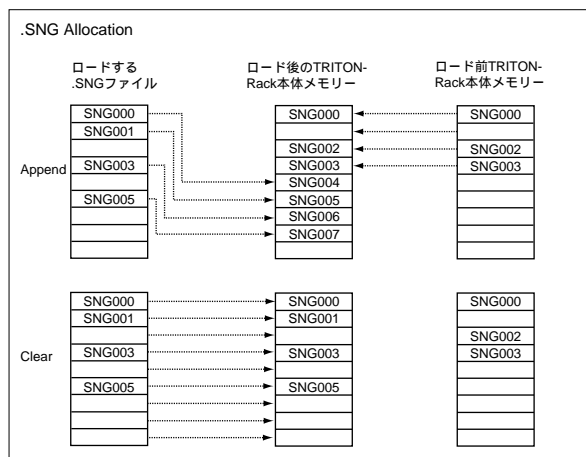 .SNG Allocation
ロードする
.SNGファイル
ロード後のTRITON-
Rack本体メモリー
ロード前TRITON-
Rack本体メモリー
Append
SNG000
SNG001
SNG003
SNG005
SNG000
SNG002
SNG003
SNG004
SNG005
SNG006
SNG007
SNG000
SNG002
SNG003
Clear
SNG000
SNG001
SNG003
SNG005
SNG000
SNG001
SNG003
SNG005
SNG000
SNG002
SNG003